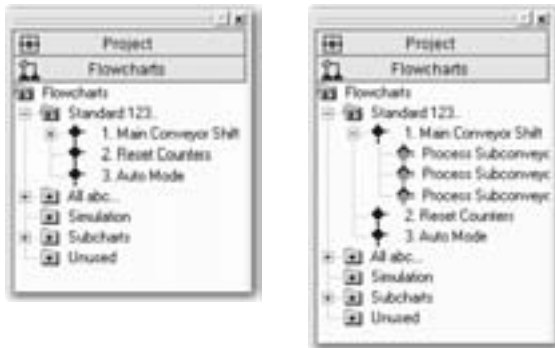 Project
Flowcharts
Flowcharts
Standard 123...
1. Main Conveyor Shift
2. Reset Counters
3. Auto Mode
All abc...
Simulation
Subcharts
Unused
Project
Flowcharts
Flowcharts
Standard 123...
1. Main Conveyor Shift
Process Subconveyc
Process Subconveyc
Process Subconveyc
2. Reset Counters
3. Auto Mode
All abc...
Simulation
Subcharts
Unused